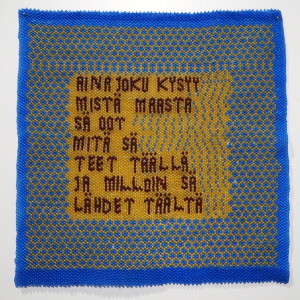 AINA JOKU KYSYY
MISTÄ MAASTA
SÄ OOT
MITÄ SÄ
TEET TÄÄLLÄ
JA MILLOIN SÄ
LÄHDET TÄÄLTÄ